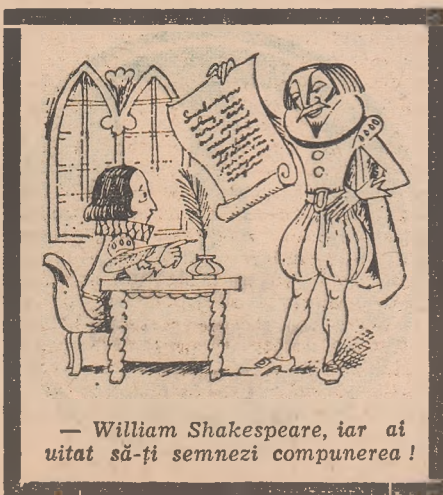 — William Shakespeare, iar ai
uitat să-ți semnezi compunerea !